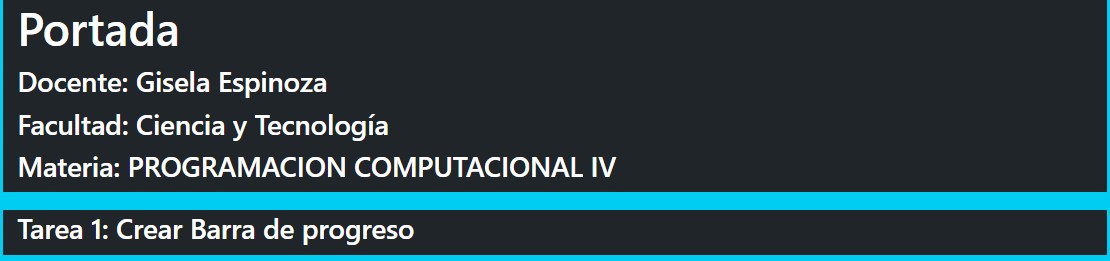 Portada
Docente: Gisela Espinoza
Facultad: Ciencia y Tecnología
Materia: PROGRAMACION COMPUTACIONAL IV
Tarea 1: Crear Barra de progreso